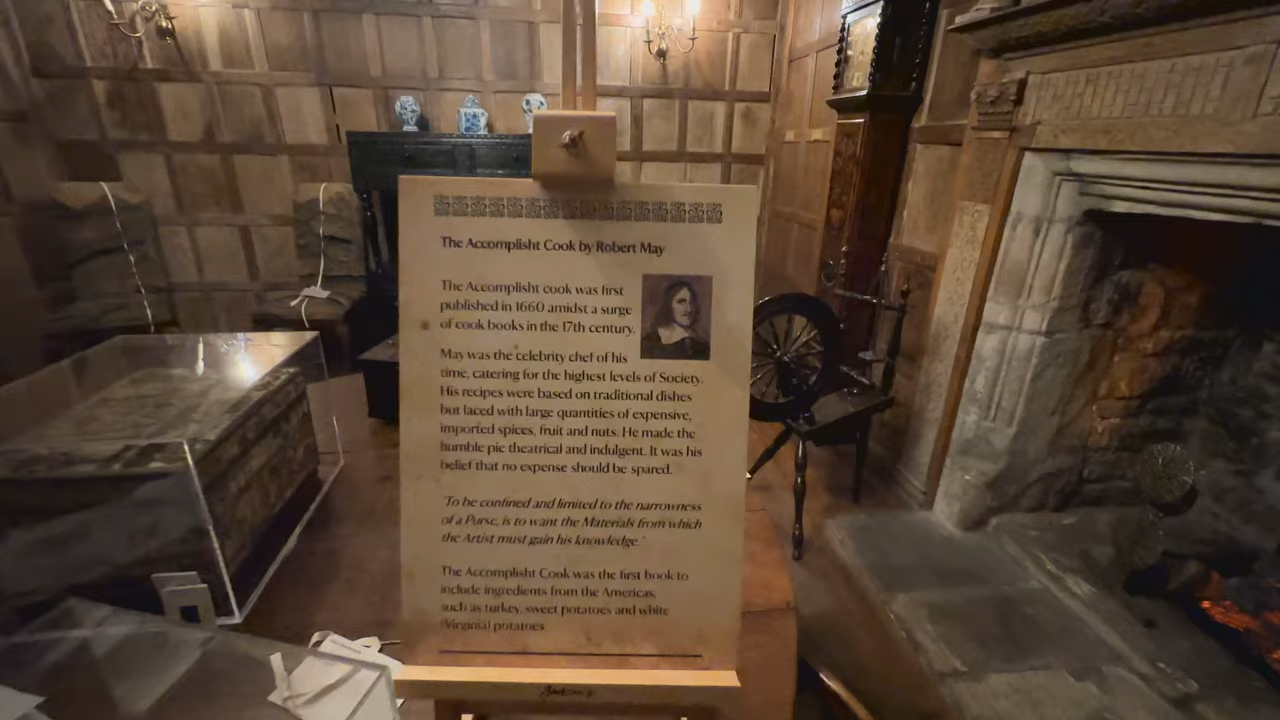 The Accomplisht Cook by Robert May
The Accomplisht cook was first
published in 1660 amidst a surge
of cook books in the 17th century.
May was the celebrity chef of his
time, catering for the highest levels of Society.
His recipes were based on traditional dishes
but laced with large quantities of expensive,
imported spices, fruit and nuts. He made the
humble pie theatrical and indulgent. It was his
belief that no expense should be spared.
'To be confined and limited to the narrowness
of a Purse, is to want the Materials from which
the Artist must gain his knowledge.'
The Accomplisht Cook was the first book to
include ingredients from the Americas,
such as turkey, sweet potatoes and white
(Virginia) potatoes